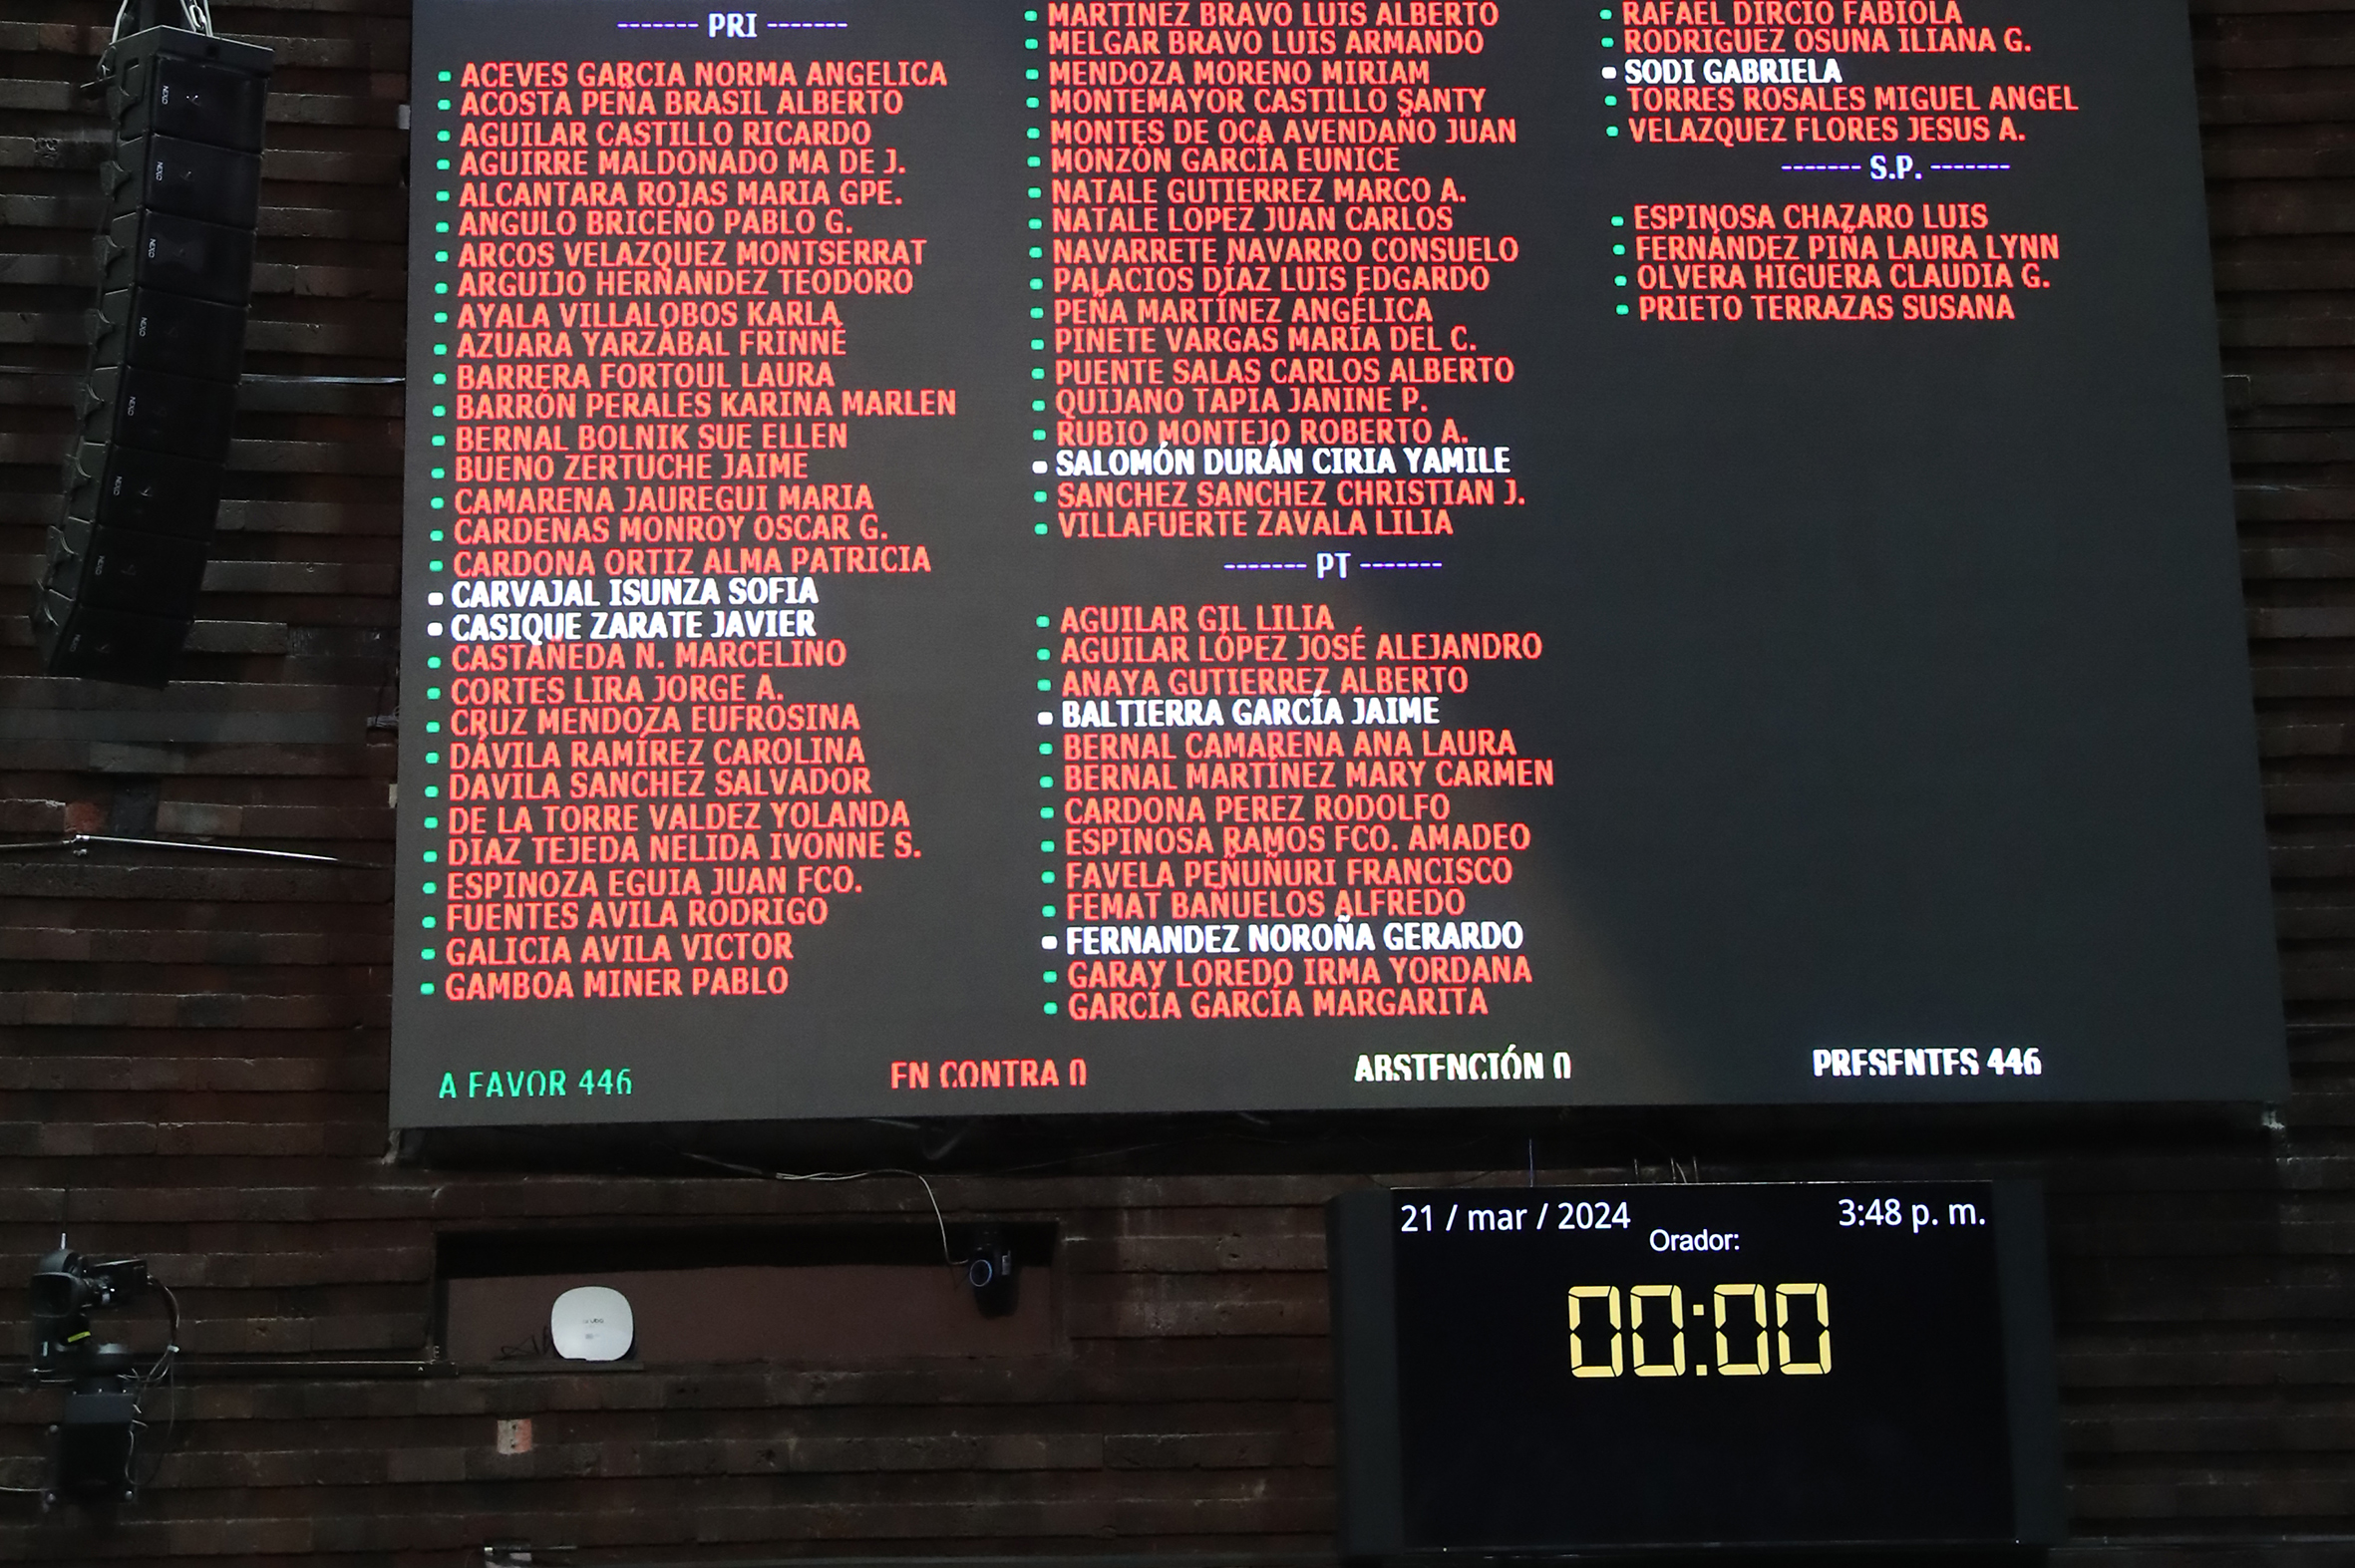 ------- PRI -------
ACEVES GARCIA NORMA ANGELICA
ACOSTA PEÑA BRASIL ALBERTO
AGUILAR CASTILLO RICARDO
AGUIRRE MALDONADO MA DE J.
ALCANTARA ROJAS MARIA GPE.
ANGULO BRICEÑO PABLO G.
ARCOS VELAZQUEZ MONTSERRAT
ARGUIJO HERNANDEZ TEODORO
AYALA VILLALOBOS KARLA
AZUARA YARZÁBAL FRINNÉ
BARRERA FORTOUL LAURA
BARRÓN PERALES KARINA MARLEN
BERNAL BOLNIK SUE ELLEN
BUENO ZERTUCHE JAIME
CAMARENA JAUREGUI MARIA
CARDENAS MONROY OSCAR G.
CARDONA ORTIZ ALMA PATRICIA
CARVAJAL ISUNZA SOFIA
CASIQUE ZARATE JAVIER
CASTAÑEDA N. MARCELINO
CORTES LIRA JORGE A.
CRUZ MENDOZA EUFROSINA
DÁVILA RAMÍREZ CAROLINA
DAVILA SANCHEZ SALVADOR
DE LA TORRE VALDEZ YOLANDA
DIAZ TEJEDA NELIDA IVONNE S.
ESPINOZA EGUIA JUAN FCO.
FUENTES AVILA RODRIGO
GALICIA AVILA VICTOR
GAMBOA MINER PABLO
MARTINEZ BRAVO LUIS ALBERTO
MELGAR BRAVO LUIS ARMANDO
MENDOZA MORENO MIRIAM
MONTEMAYOR CASTILLO SANTY
MONTES DE OCA AVENDAÑO JUAN
MONZÓN GARCÍA EUNICE
NATALE GUTIERREZ MARCO A.
NATALE LOPEZ JUAN CARLOS
NAVARRETE NAVARRO CONSUELO
PALACIOS DÍAZ LUIS EDGARDO
PEÑA MARTÍNEZ ANGÉLICA
PINETE VARGAS MARÍA DEL C.
PUENTE SALAS CARLOS ALBERTO
QUIJANO TAPIA JANINE P.
RUBIO MONTEJO ROBERTO A.
SALOMÓN DURÁN CIRIA YAMILE
SANCHEZ SANCHEZ CHRISTIAN J.
VILLAFUERTE ZAVALA LILIA
------- PT -------
AGUILAR GIL LILIA
AGUILAR LÓPEZ JOSÉ ALEJANDRO
ANAYA GUTIERREZ ALBERTO
BALTIERRA GARCÍA JAIME
BERNAL CAMARENA ANA LAURA
BERNAL MARTÍNEZ MARY CARMEN
CARDONA PEREZ RODOLFO
ESPINOSA RAMOS FCO. AMADEO
FAVELA PEÑUÑURI FRANCISCO
FEMAT BAÑUELOS ALFREDO
FERNANDEZ NOROÑA GERARDO
GARAY LOREDO IRMA YORDANA
GARCÍA GARCÍA MARGARITA
RAFAEL DIRCIO FABIOLA
RODRIGUEZ OSUNA ILIANA G.
SODI GABRIELA
TORRES ROSALES MIGUEL ANGEL
VELAZQUEZ FLORES JESUS A.
------- S.P. -------
ESPINOSA CHAZARO LUIS
FERNÁNDEZ PIÑA LAURA LYNN
OLVERA HIGUERA CLAUDIA G.
PRIETO TERRAZAS SUSANA
A FAVOR 446
EN CONTRA 0
ABSTENCIÓN 0
PRESENTES 446
21 / mar / 2024
3:48 p. m.
Orador:
00:00
NEXO
NEXO
NEXO
NEXO
NEXO
NEXO
NEXO
NEXO